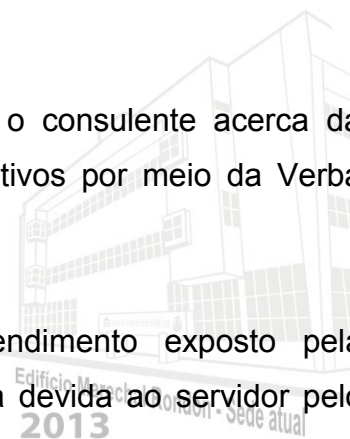 o consulente acerca da
tivos por meio da Verba
endimento exposto pela
a devida ao servidor pelo
Edifício Marechal Rondon - Sede atual
2013